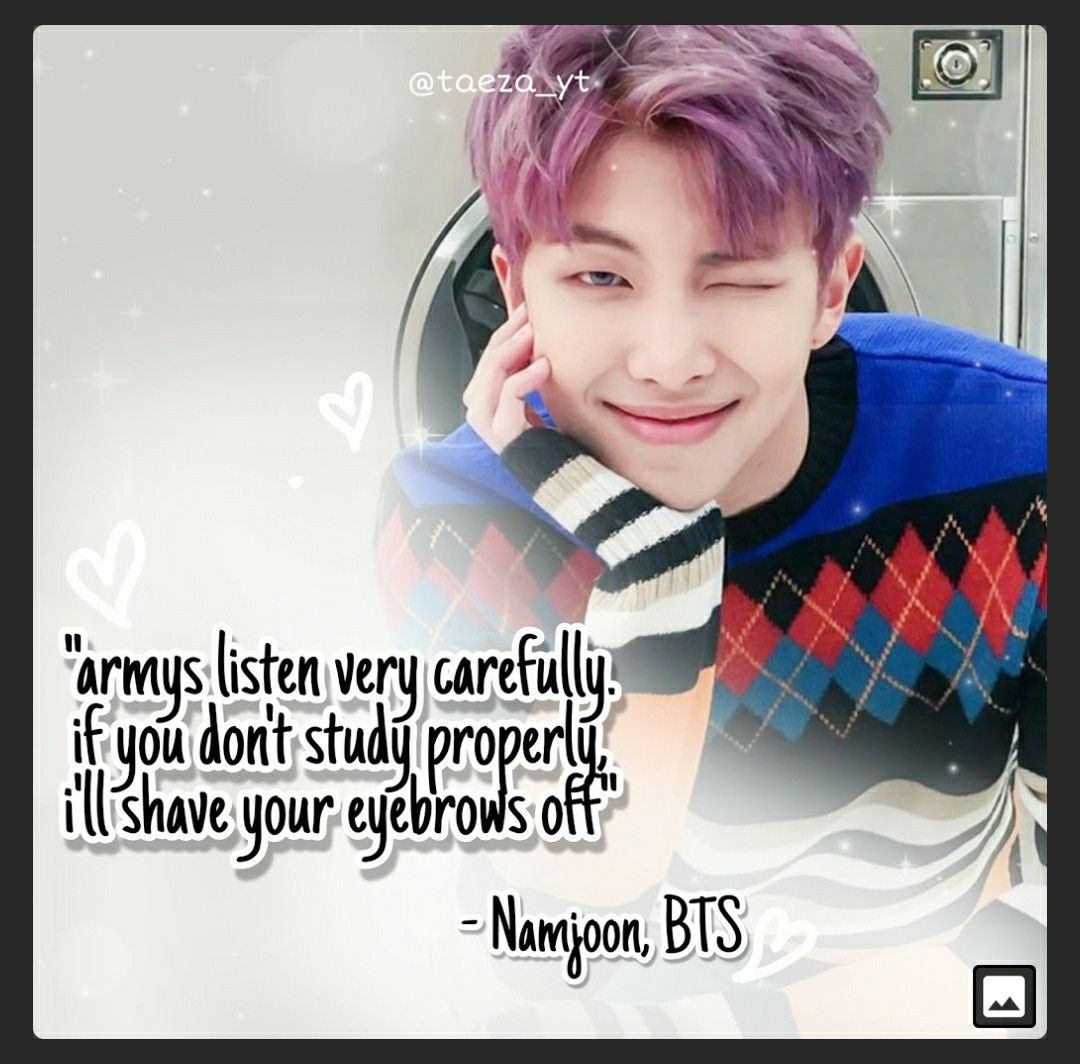 @taeza_yt
"armys listen very carefully.
if you don't study properly,
i'll shave your eyebrows off"
- Namjoon, BTS